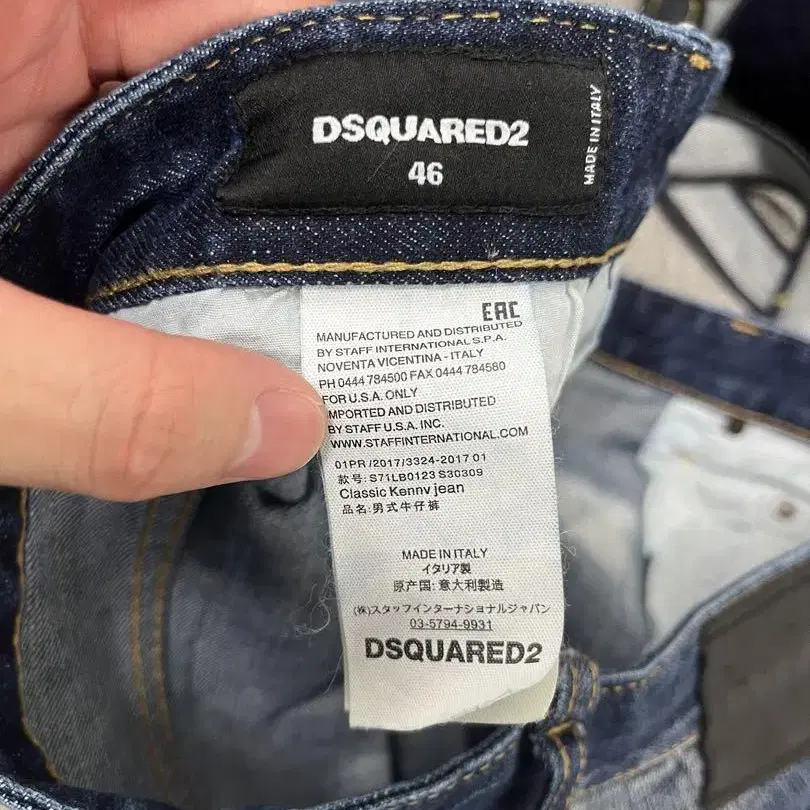 DSQUARED2
46
MADE IN ITALY
EAC
MANUFACTURED AND DISTRIBUTED
BY STAFF INTERNATIONAL S.P.A.
NOVENTA VICENTINA - ITALY
PH 0444 784500 FAX 0444 784580
FOR U.S.A. ONLY
IMPORTED AND DISTRIBUTED
BY STAFF U.S.A. INC.
WWW.STAFFINTERNATIONAL.COM
01PR /2017/3324-2017 01
款号: S71LB0123 S30309
Classic Kenny jean
品名: 男式牛仔裤
MADE IN ITALY
イタリア製
原产国: 意大利製造
(株)スタッフインターナショナルジャパン
03-5794-9931
DSQUARED2